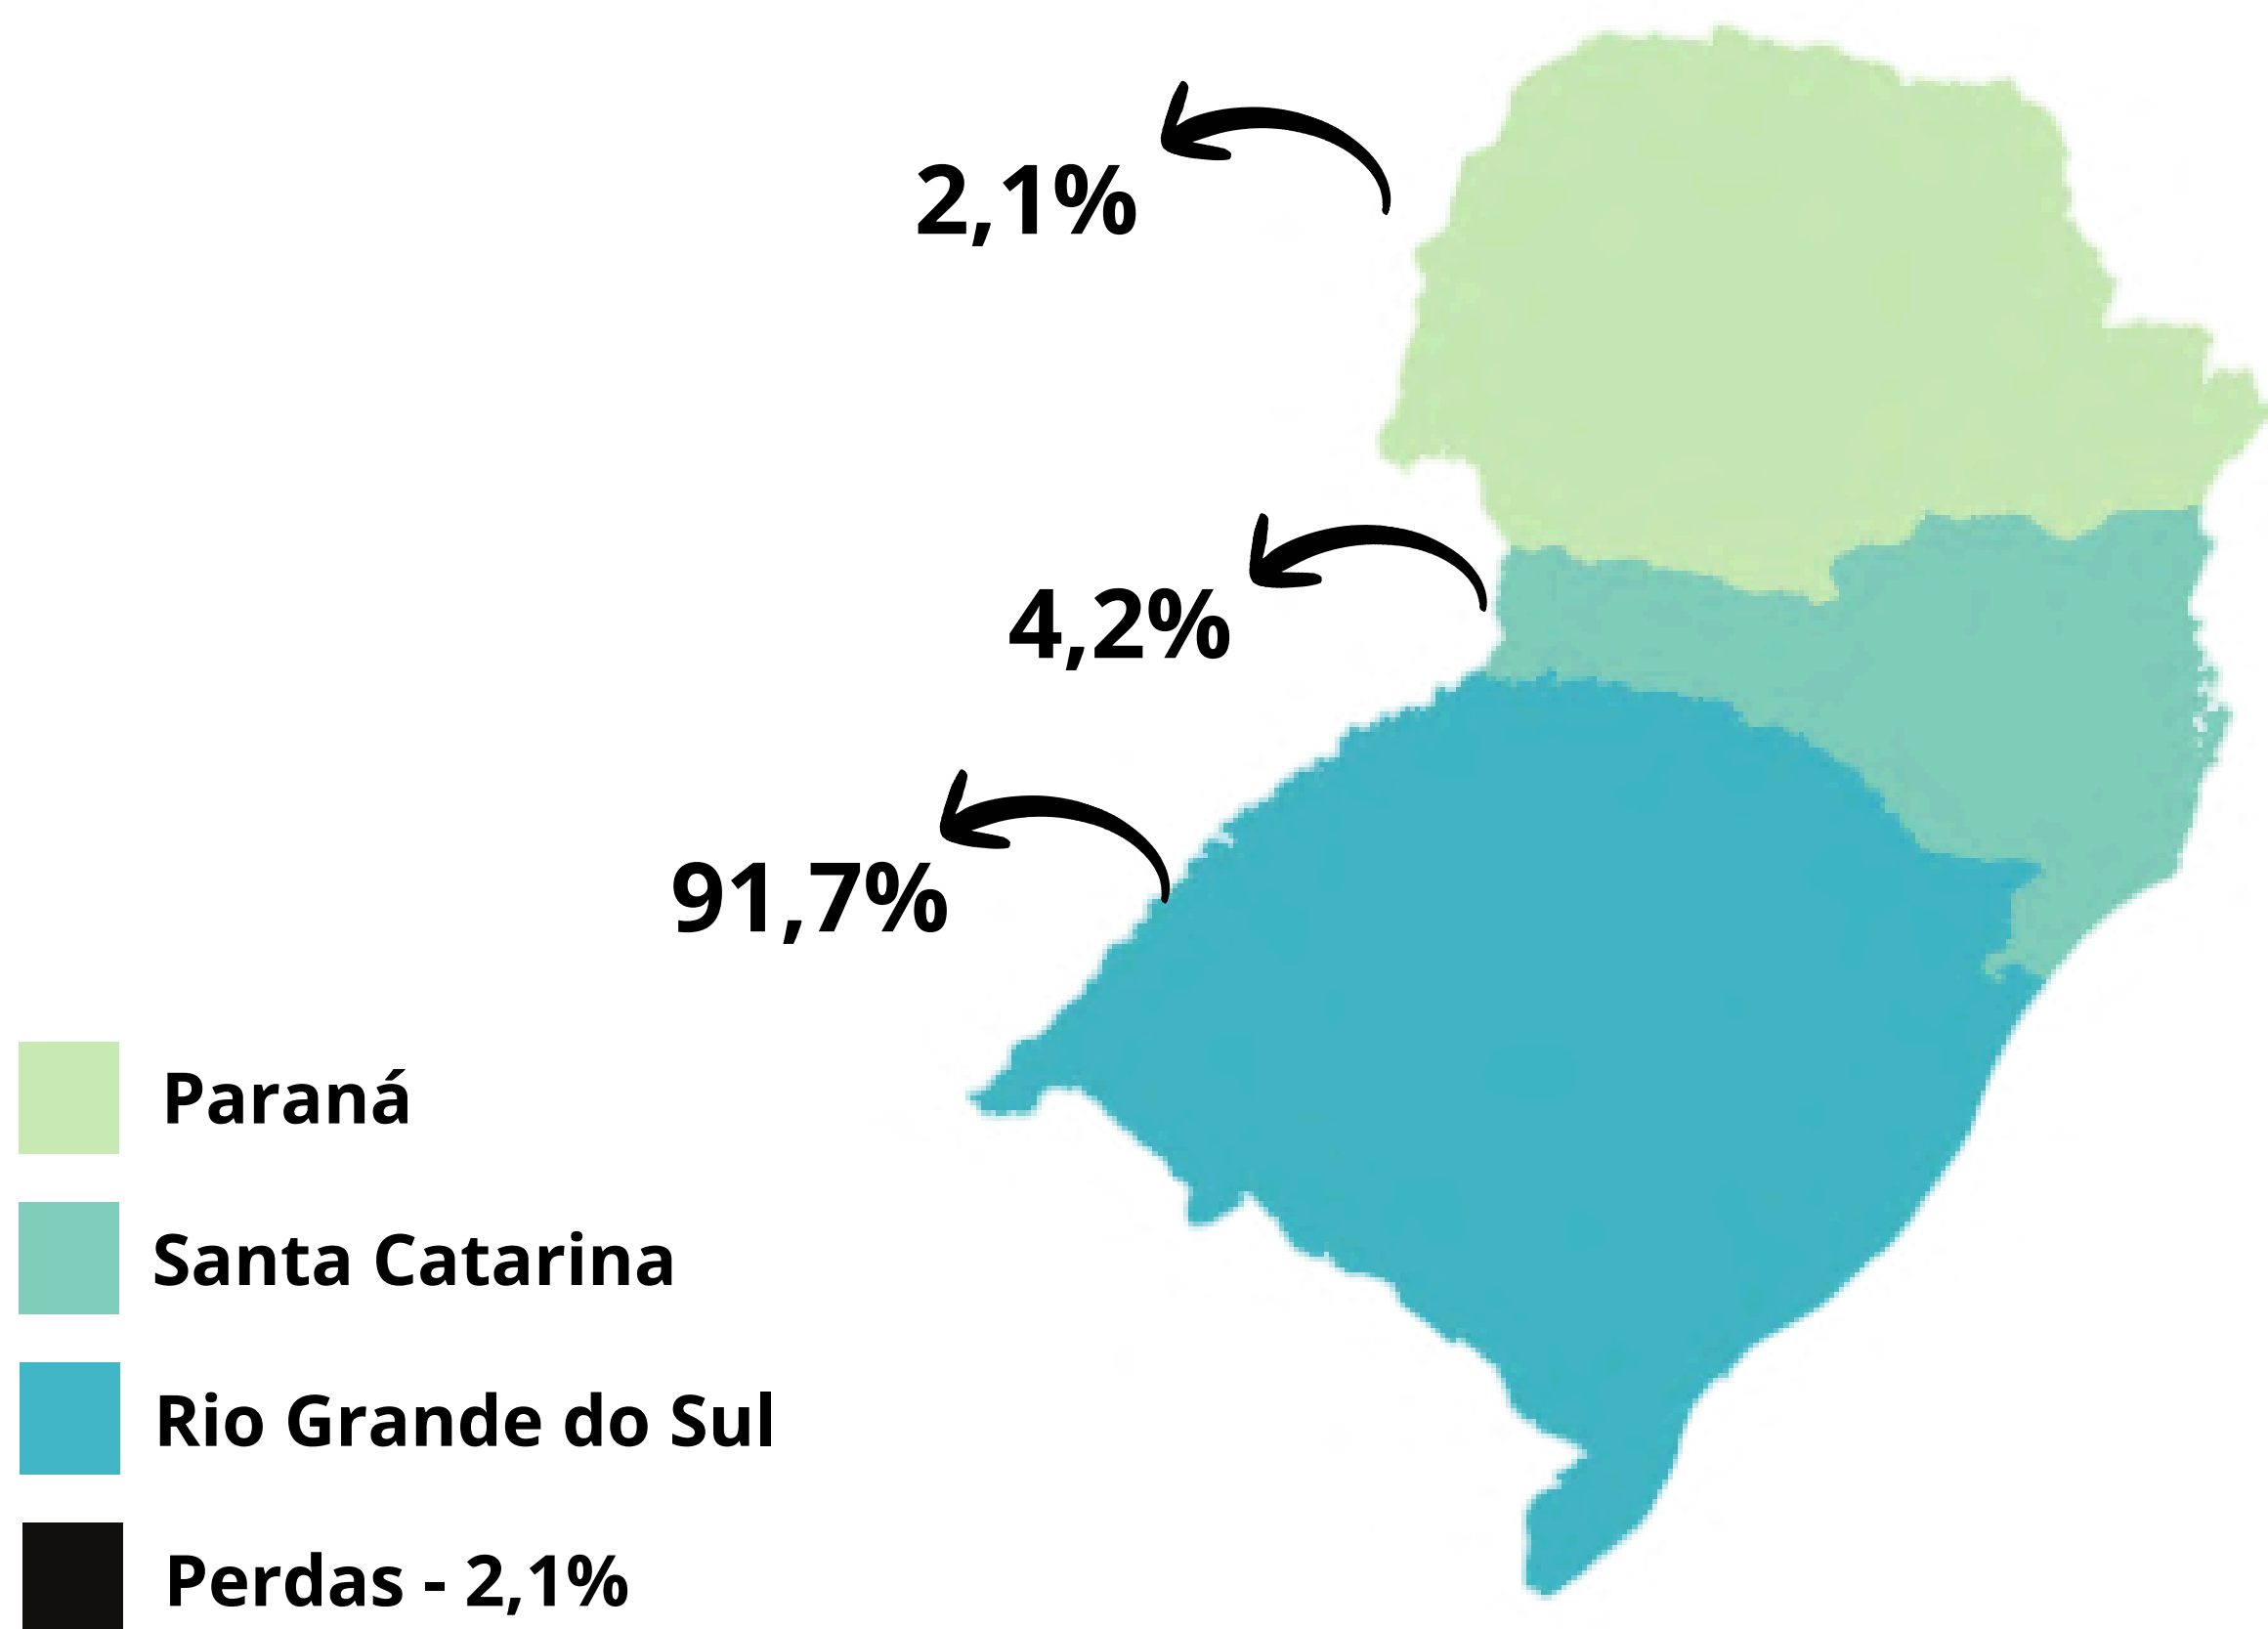 2,1%
4,2%
91,7%
Paraná
Santa Catarina
Rio Grande do Sul
Perdas - 2,1%